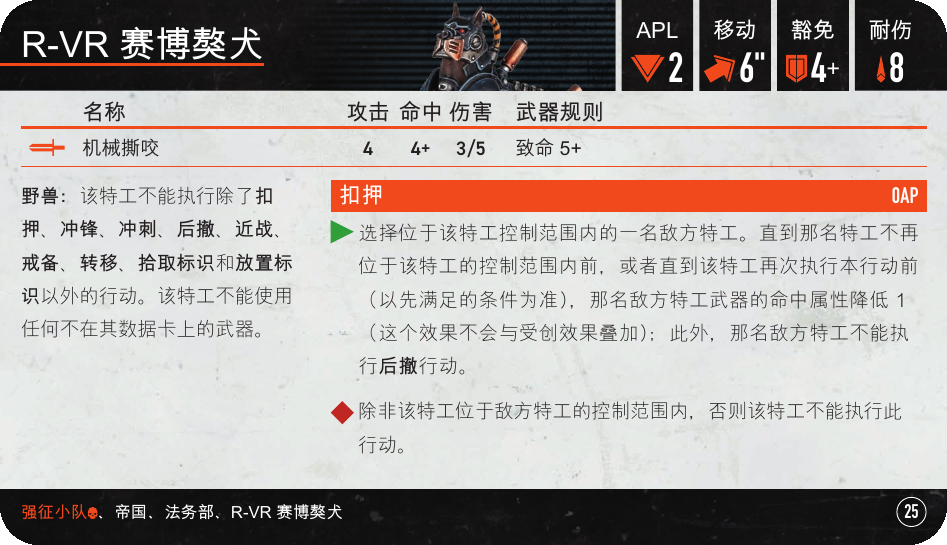 R-VR 赛博獒犬
APL 移动 豁免 耐伤
2 6" 4+ 8
名称 攻击 命中 伤害 武器规则
机械撕咬 4 4+ 3/5 致命 5+
野兽：该特工不能执行除了扣
押、冲锋、冲刺、后撤、近战、
戒备、转移、拾取标识和放置标
识以外的行动。该特工不能使用
任何不在其数据卡上的武器。
扣押 0AP
选择位于该特工控制范围内的一名敌方特工。直到那名特工不再
位于该特工的控制范围内前，或者直到该特工再次执行本行动前
（以先满足的条件为准），那名敌方特工武器的命中属性降低 1
（这个效果不会与受创效果叠加）；此外，那名敌方特工不能执
行后撤行动。
除非该特工位于敌方特工的控制范围内，否则该特工不能执行此
行动。
强征小队、帝国、法务部、R-VR 赛博獒犬
25